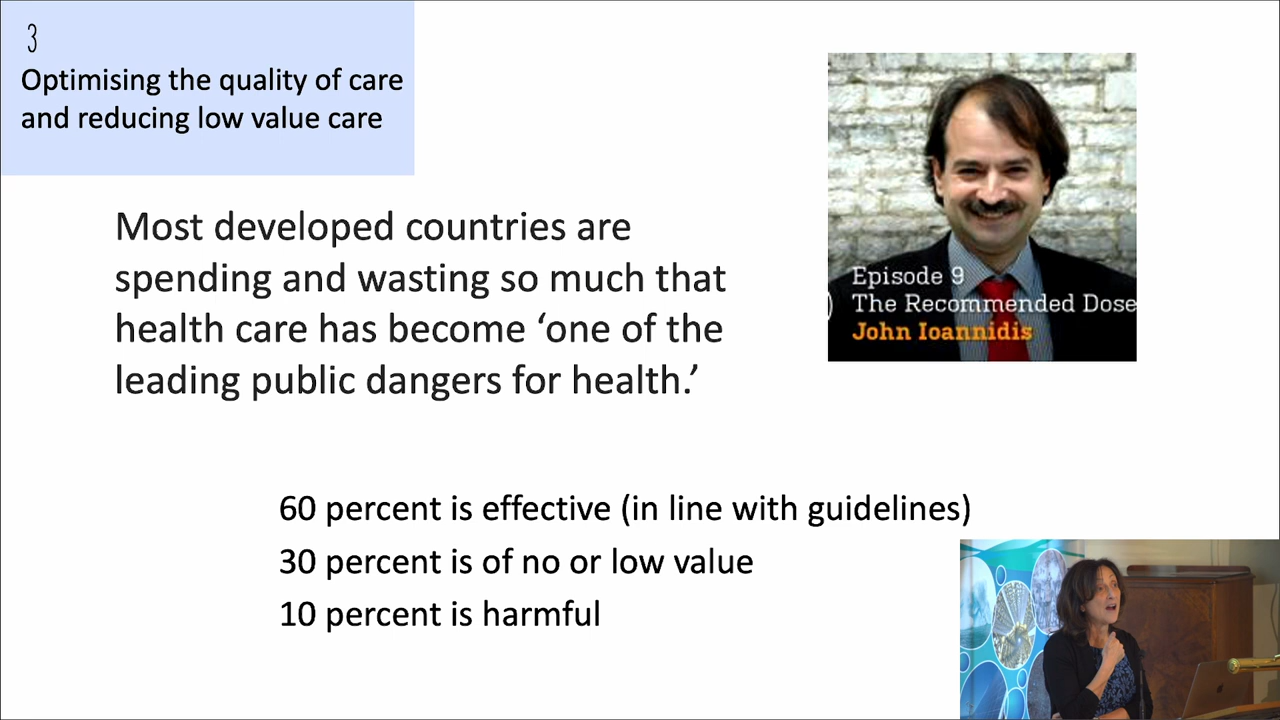 3
Optimising the quality of care
and reducing low value care
Most developed countries are
spending and wasting so much that
health care has become ‘one of the
leading public dangers for health.’
Episode 9
The Recommended Dose
John Ioannidis
60 percent is effective (in line with guidelines)
30 percent is of no or low value
10 percent is harmful